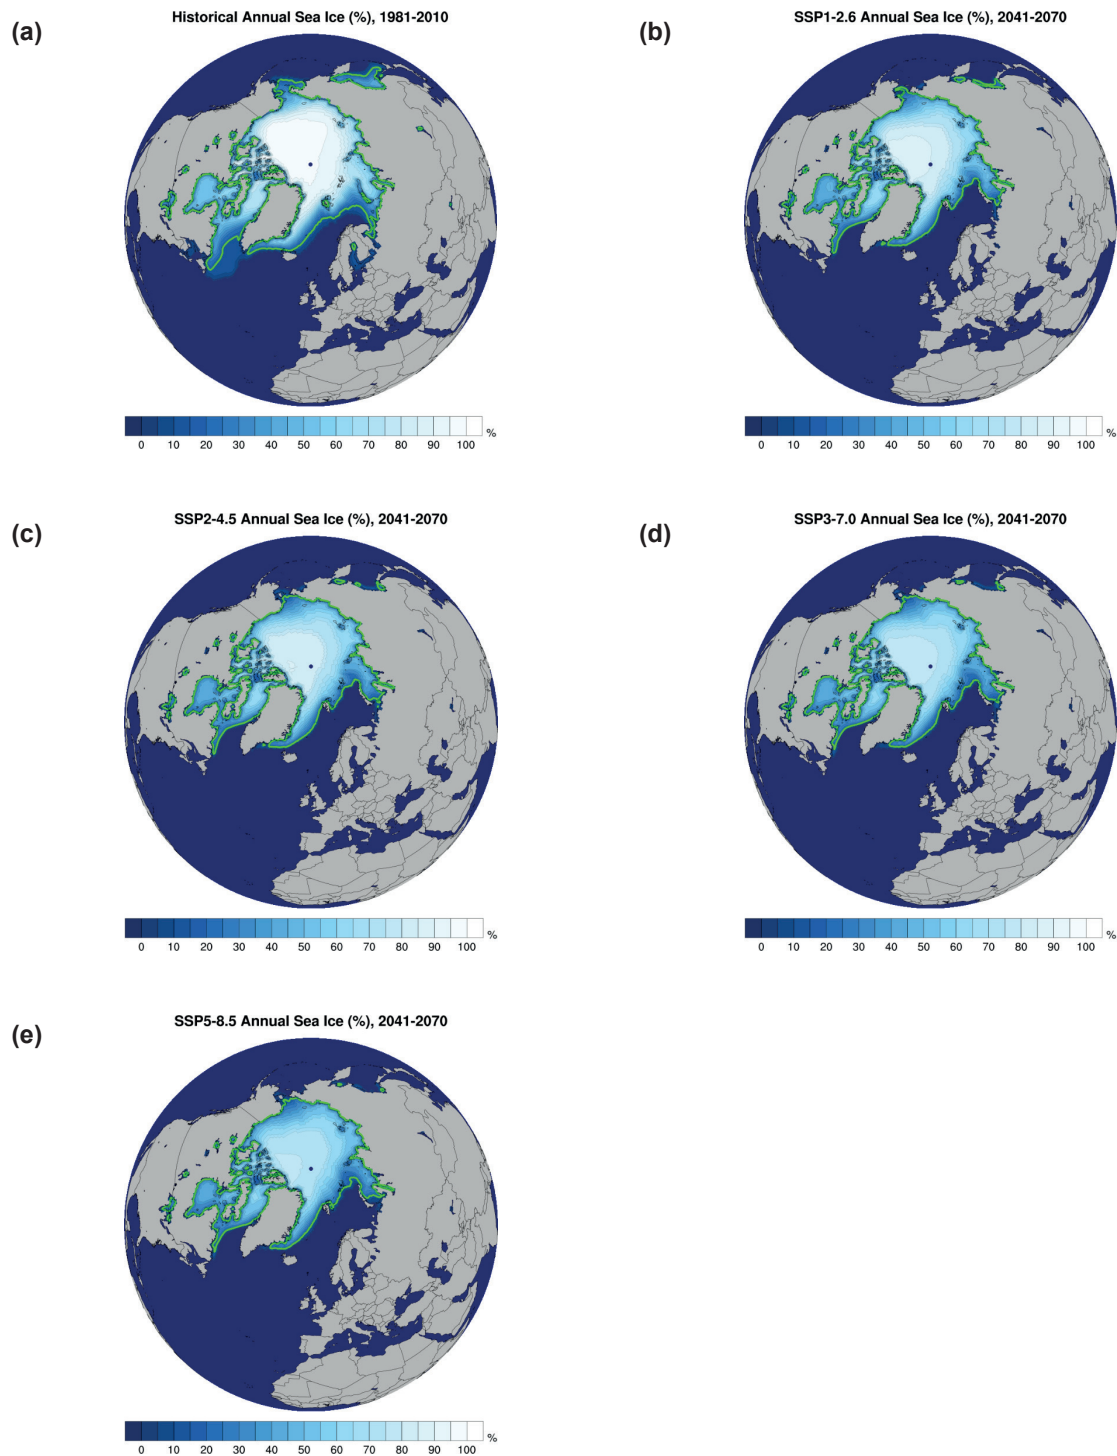 (a)
Historical Annual Sea Ice (%), 1981-2010
0 10 20 30 40 50 60 70 80 90 100 %
(b)
SSP1-2.6 Annual Sea Ice (%), 2041-2070
0 10 20 30 40 50 60 70 80 90 100 %
(c)
SSP2-4.5 Annual Sea Ice (%), 2041-2070
0 10 20 30 40 50 60 70 80 90 100 %
(d)
SSP3-7.0 Annual Sea Ice (%), 2041-2070
0 10 20 30 40 50 60 70 80 90 100 %
(e)
SSP5-8.5 Annual Sea Ice (%), 2041-2070
0 10 20 30 40 50 60 70 80 90 100 %